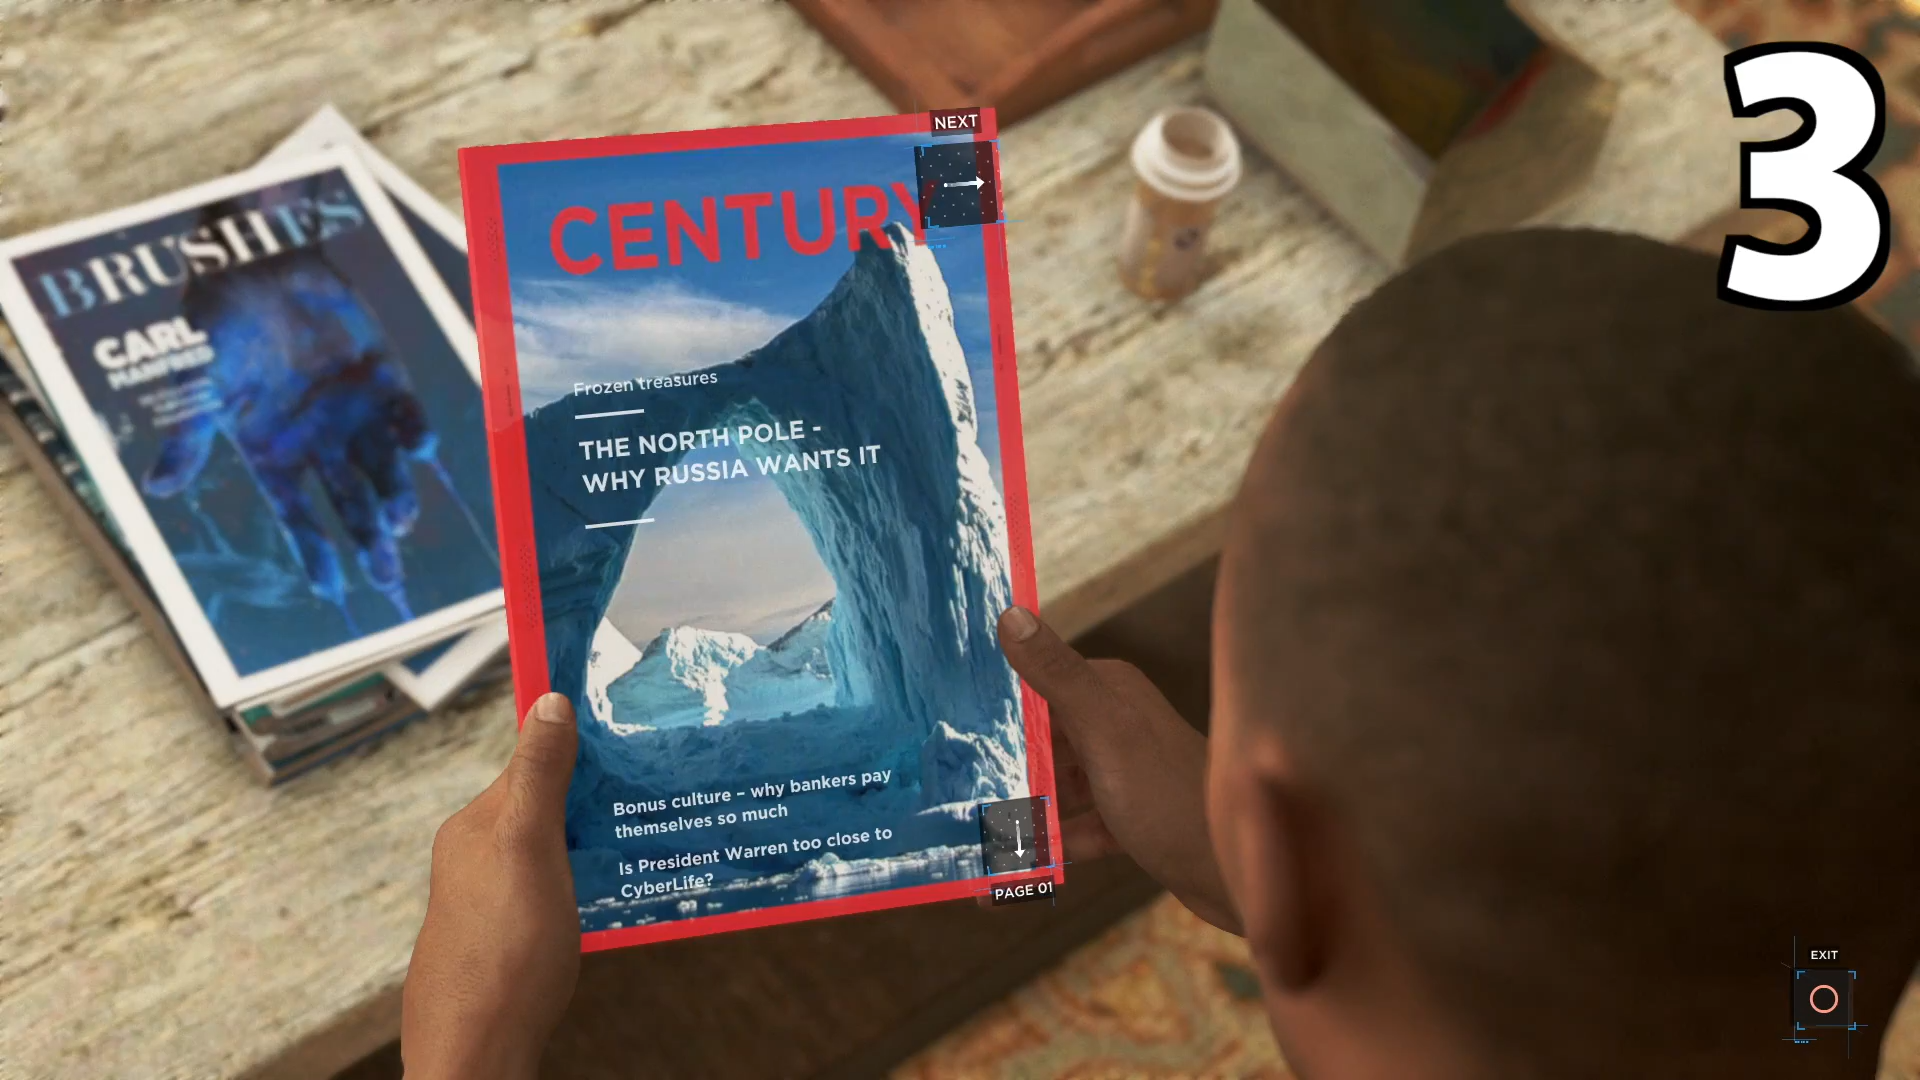 3
NEXT
CENTURY
BRUSHES
CARL
MANFRED
Frozen treasures
THE NORTH POLE -
WHY RUSSIA WANTS IT
Bonus culture – why bankers pay
themselves so much
Is President Warren too close to
CyberLife?
PAGE 01
EXIT